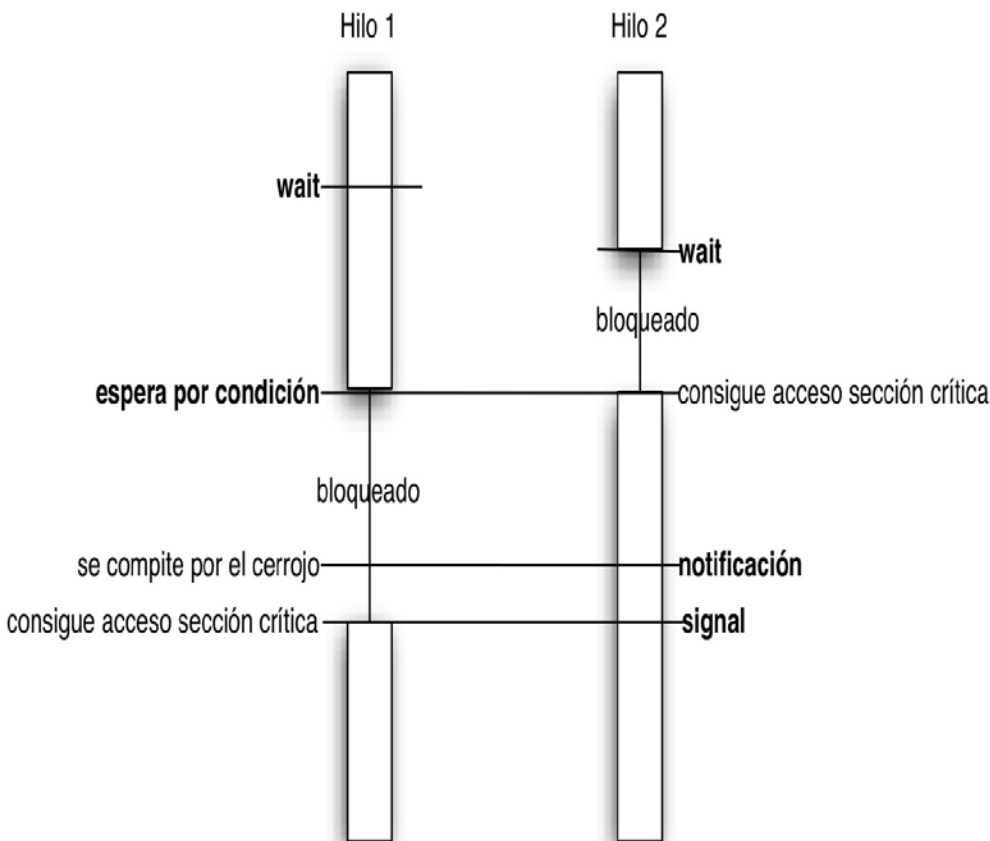 Hilo 1
Hilo 2
wait
wait
bloqueado
espera por condición
consigue acceso sección crítica
bloqueado
se compite por el cerrojo
notificación
consigue acceso sección crítica
signal